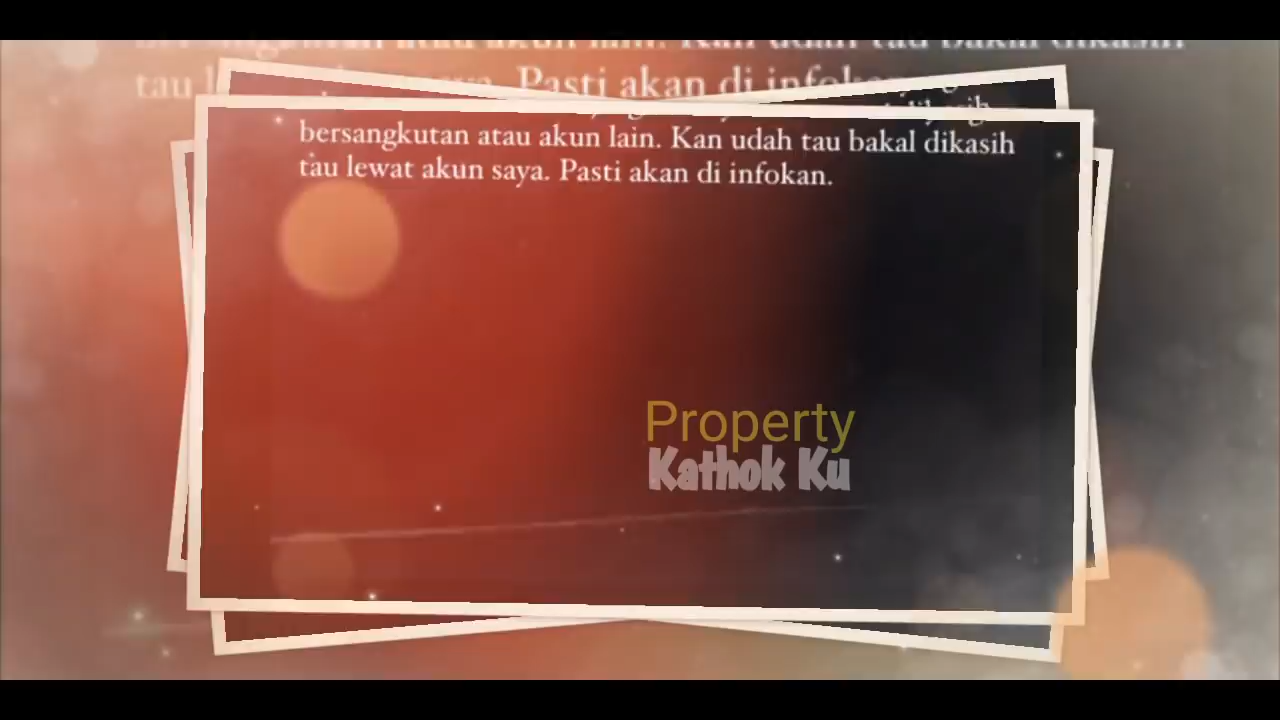 bersangkutan atau akun lain. Kan udah tau bakal dikasih
tau lewat akun saya. Pasti akan di infokan.
Property
Kathok Ku